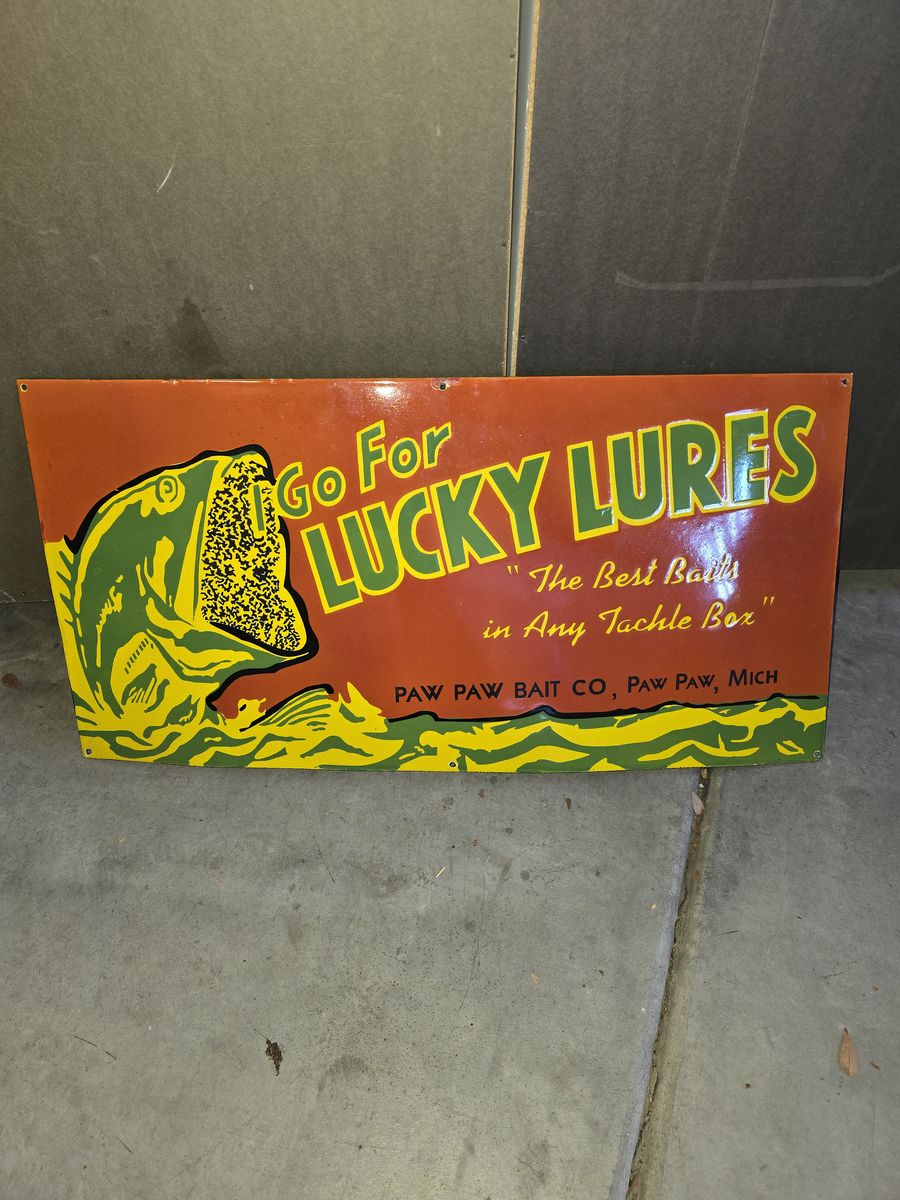 I Go For
LUCKY LURES
"The Best Baits
in Any Tackle Box"
PAW PAW BAIT CO., PAW PAW, MICH